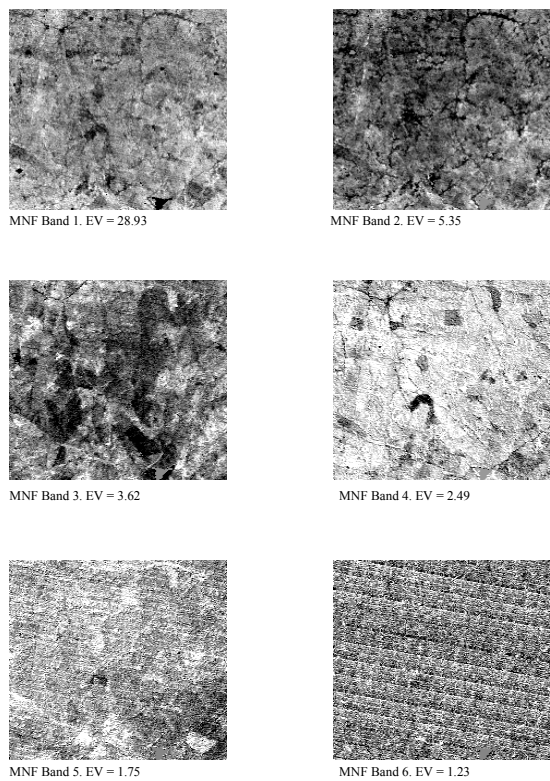 MNF Band 1. EV = 28.93
MNF Band 2. EV = 5.35
MNF Band 3. EV = 3.62
MNF Band 4. EV = 2.49
MNF Band 5. EV = 1.75
MNF Band 6. EV = 1.23